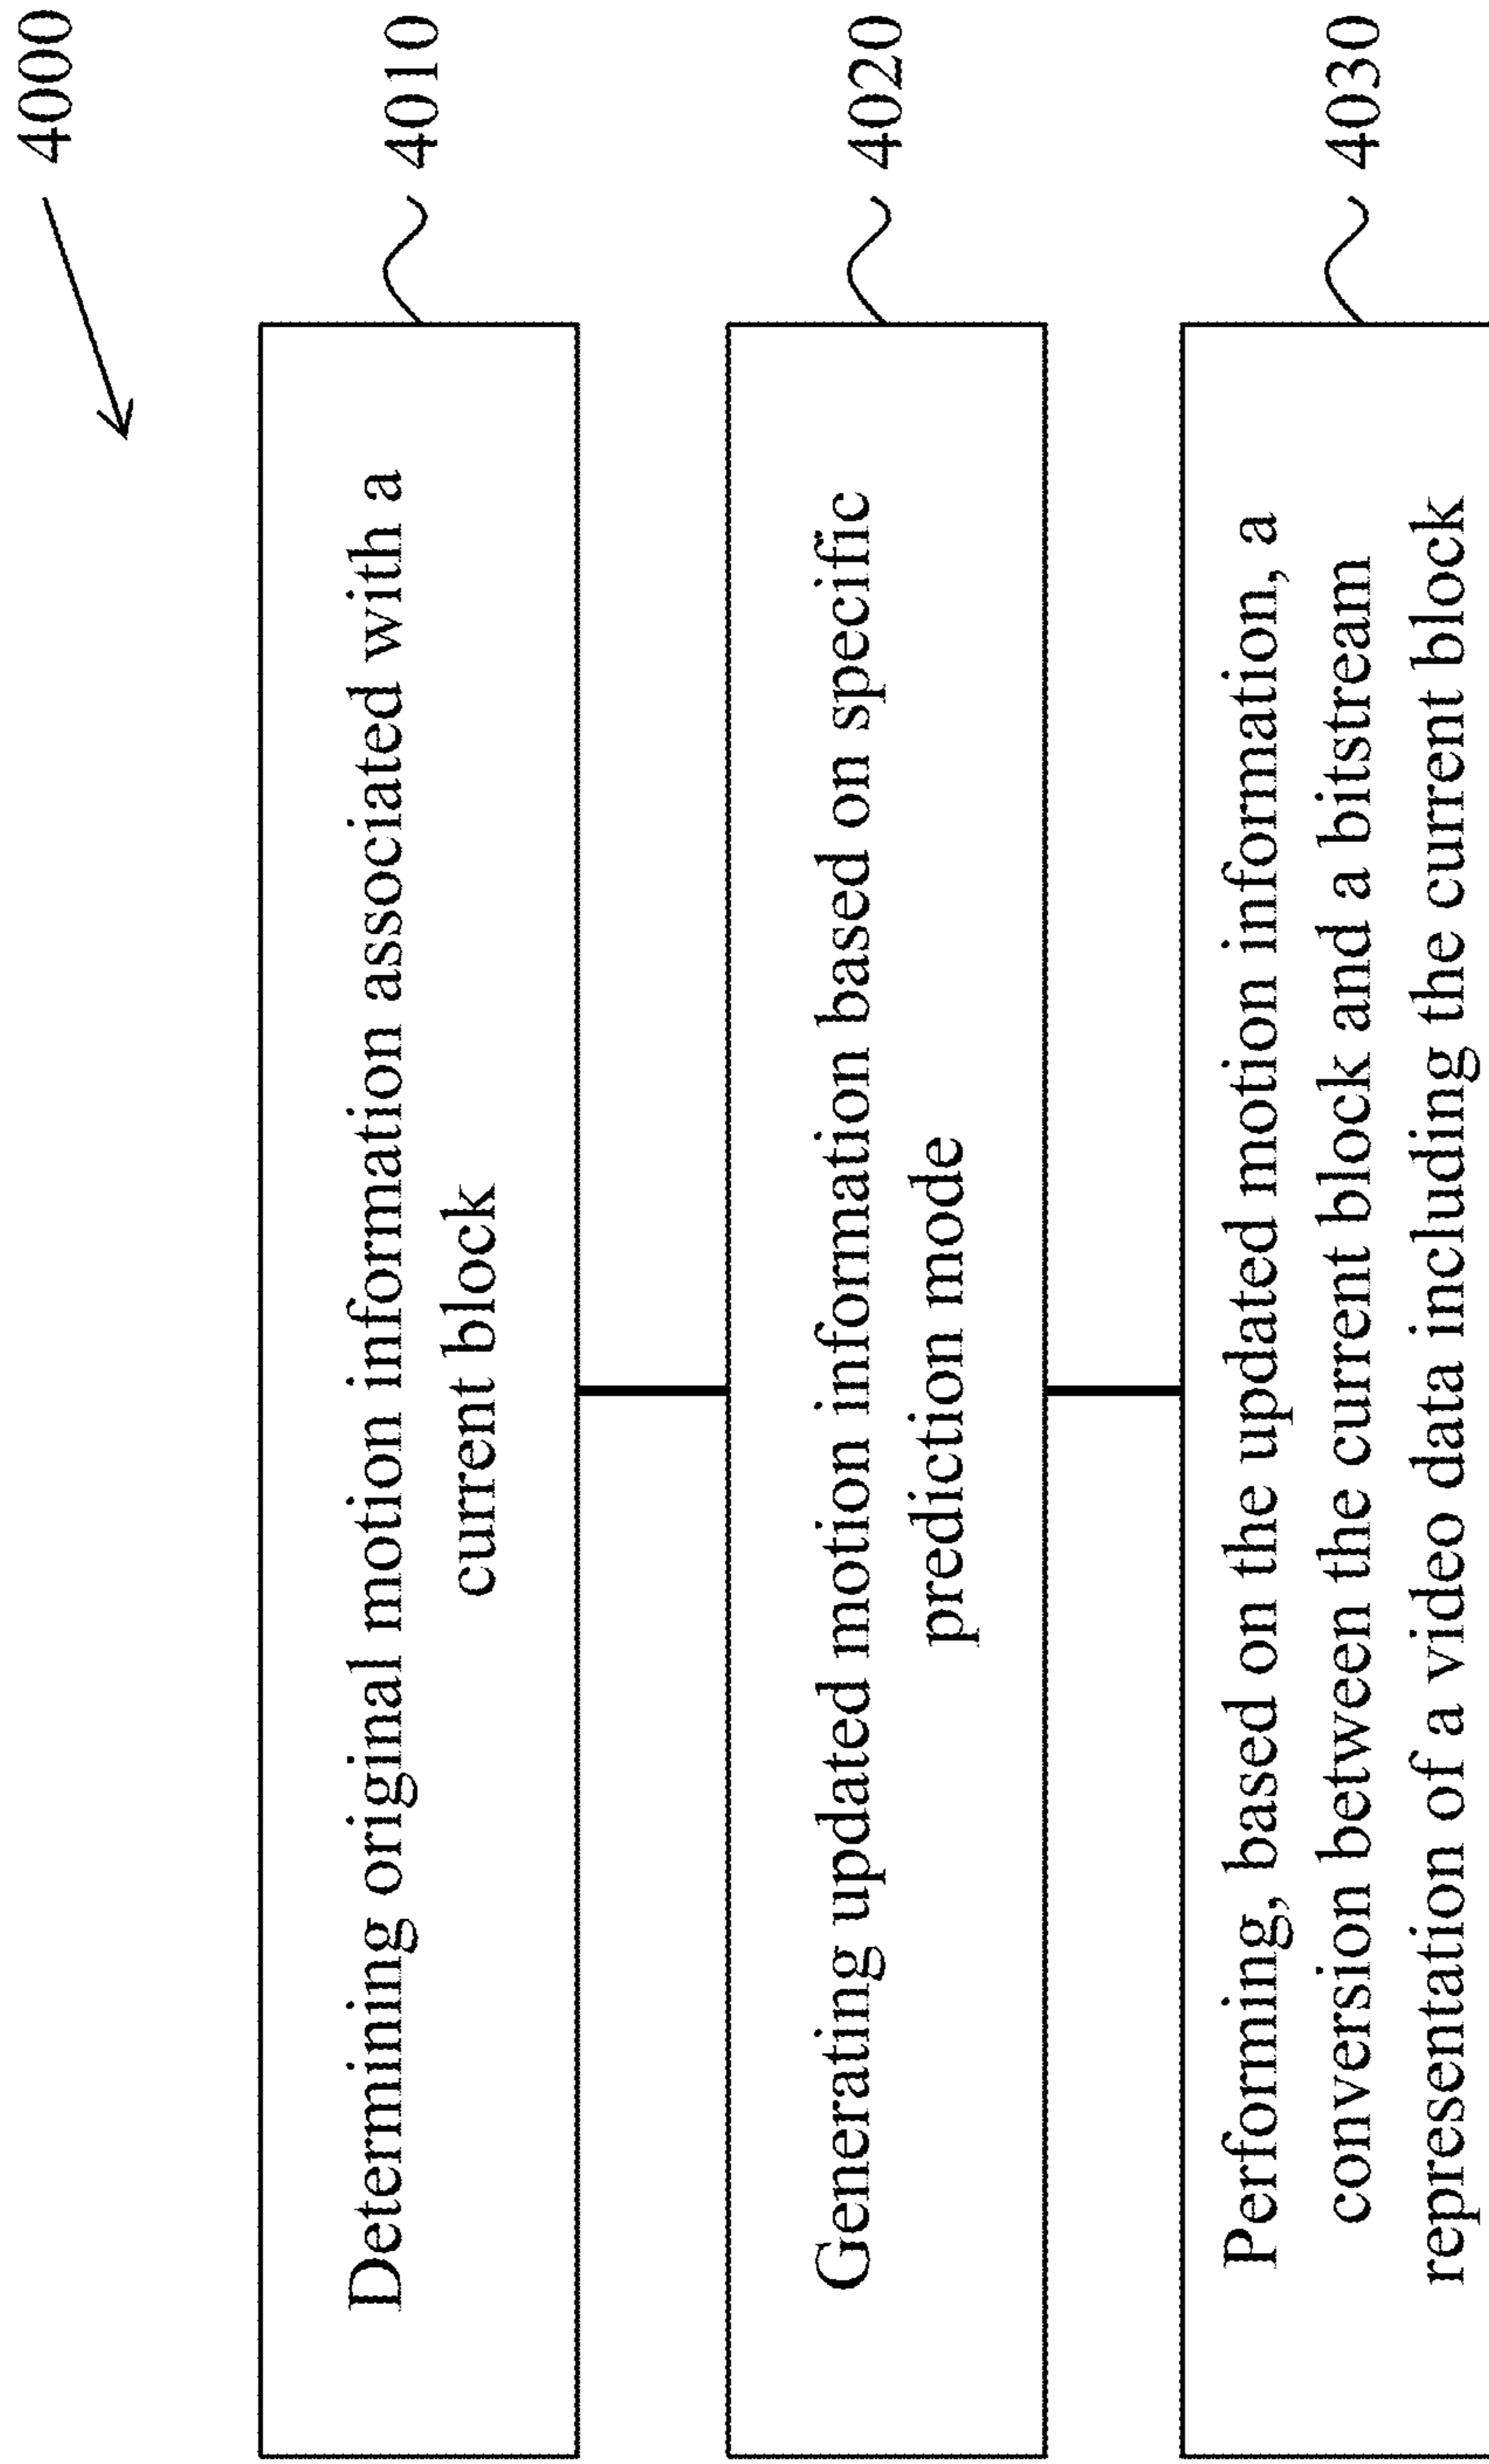 4000
Determining original motion information associated with a
current block
4010
Generating updated motion information based on specific
prediction mode
4020
Performing, based on the updated motion information, a
conversion between the current block and a bitstream
representation of a video data including the current block
4030